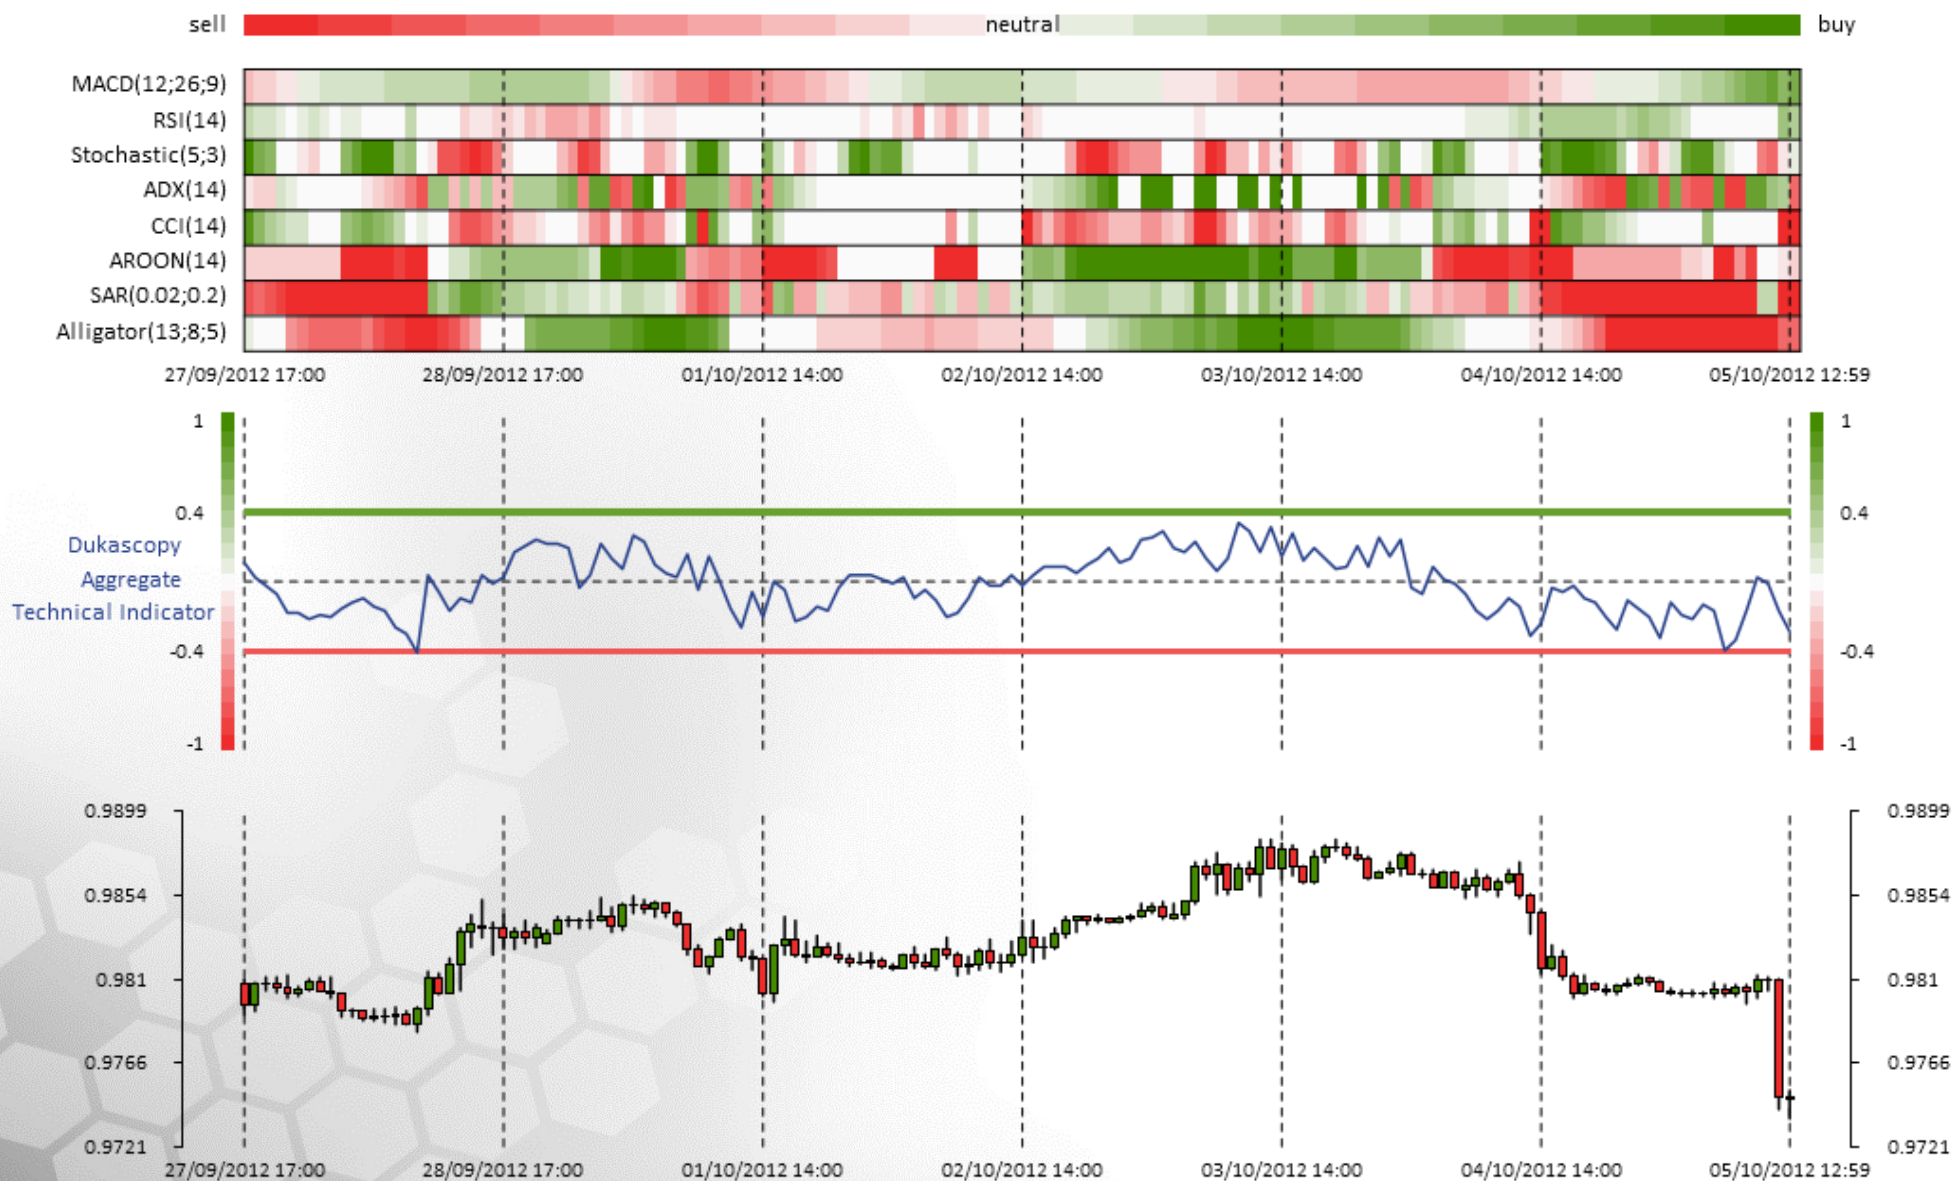 sell neutral buy
MACD(12;26;9)
RSI(14)
Stochastic(5;3)
ADX(14)
CCI(14)
AROON(14)
SAR(0.02;0.2)
Alligator(13;8;5)
27/09/2012 17:00 28/09/2012 17:00 01/10/2012 14:00 02/10/2012 14:00 03/10/2012 14:00 04/10/2012 14:00 05/10/2012 12:59
1 1
0.4 0.4
Dukascopy
Aggregate
Technical Indicator
-0.4 -0.4
-1 -1
0.9899 0.9899
0.9854 0.9854
0.981 0.981
0.9766 0.9766
0.9721 0.9721
27/09/2012 17:00 28/09/2012 17:00 01/10/2012 14:00 02/10/2012 14:00 03/10/2012 14:00 04/10/2012 14:00 05/10/2012 12:59